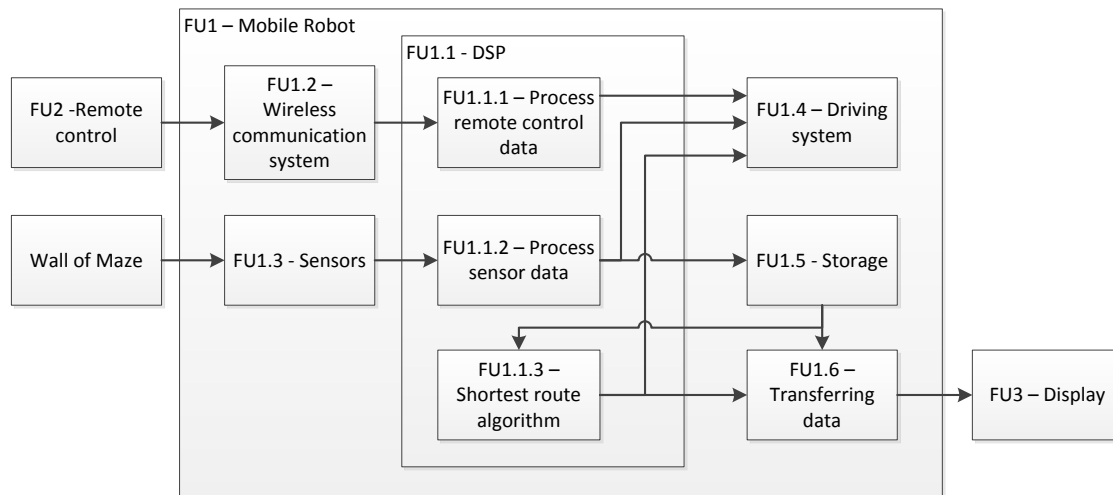 FU1 – Mobile Robot
FU1.1 - DSP
FU2 -Remote
control
FU1.2 –
Wireless
communication
system
FU1.1.1 – Process
remote control
data
FU1.4 – Driving
system
Wall of Maze
FU1.3 - Sensors
FU1.1.2 – Process
sensor data
FU1.5 - Storage
FU1.1.3 –
Shortest route
algorithm
FU1.6 –
Transferring
data
FU3 – Display